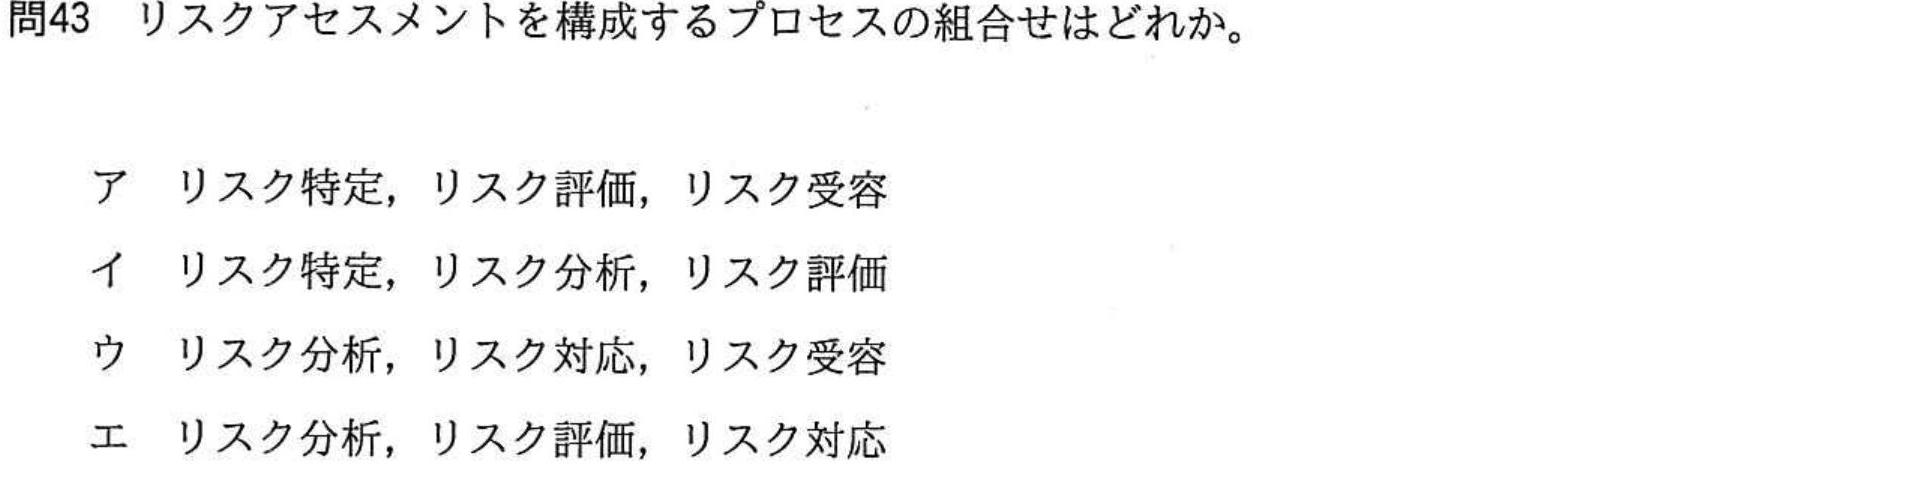 問43 リスクアセスメントを構成するプロセスの組合せはどれか。
ア リスク特定，リスク評価，リスク受容
イ リスク特定，リスク分析，リスク評価
ウ リスク分析，リスク対応，リスク受容
エ リスク分析，リスク評価，リスク対応